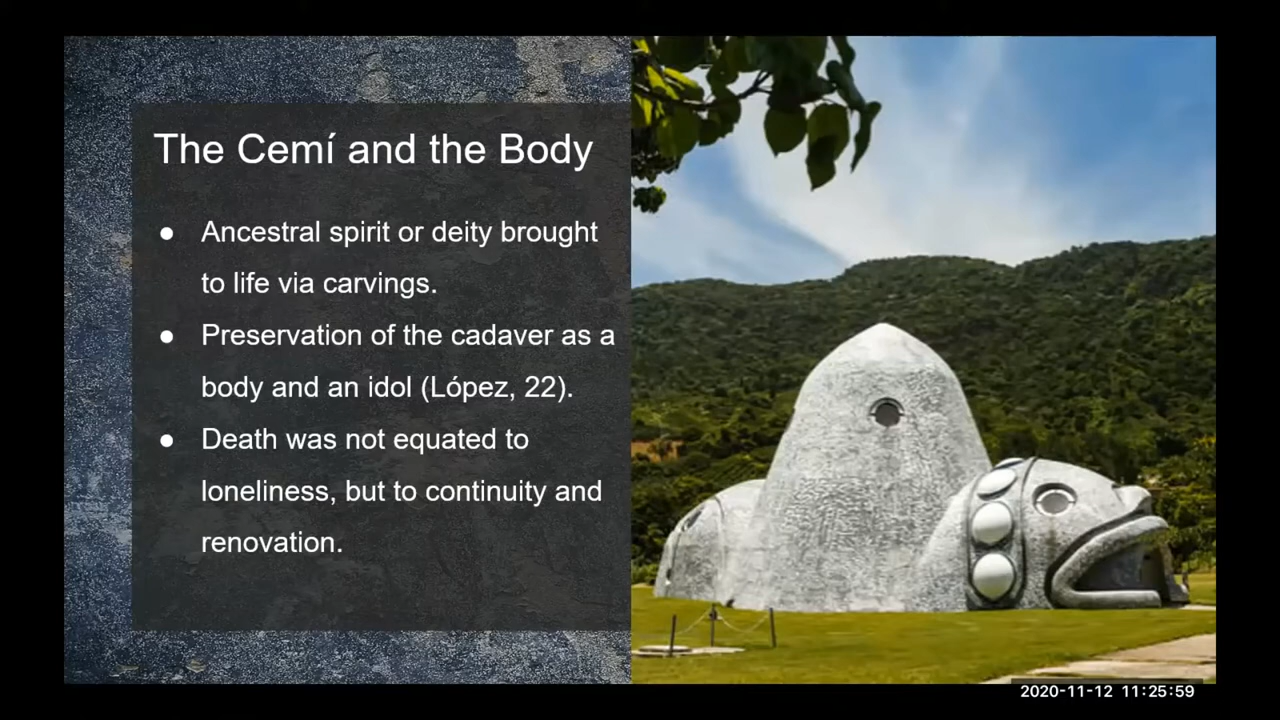 The Cemí and the Body
● Ancestral spirit or deity brought
to life via carvings.
● Preservation of the cadaver as a
body and an idol (López, 22).
● Death was not equated to
loneliness, but to continuity and
renovation.
2020-11-12 11:25:59